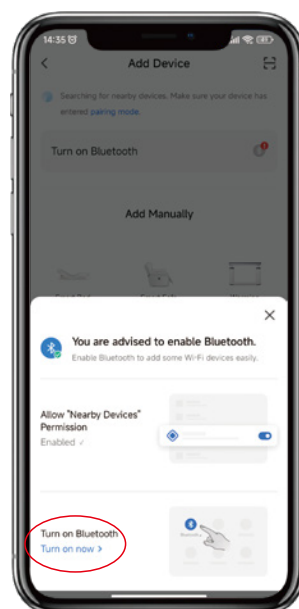 14:35
Add Device
Searching for nearby devices. Make sure your device has
entered pairing mode.
Turn on Bluetooth
Add Manually
You are advised to enable Bluetooth.
Enable Bluetooth to add some Wi-Fi devices easily.
Allow "Nearby Devices"
Permission
Enabled ✓
Turn on Bluetooth
Turn on now >